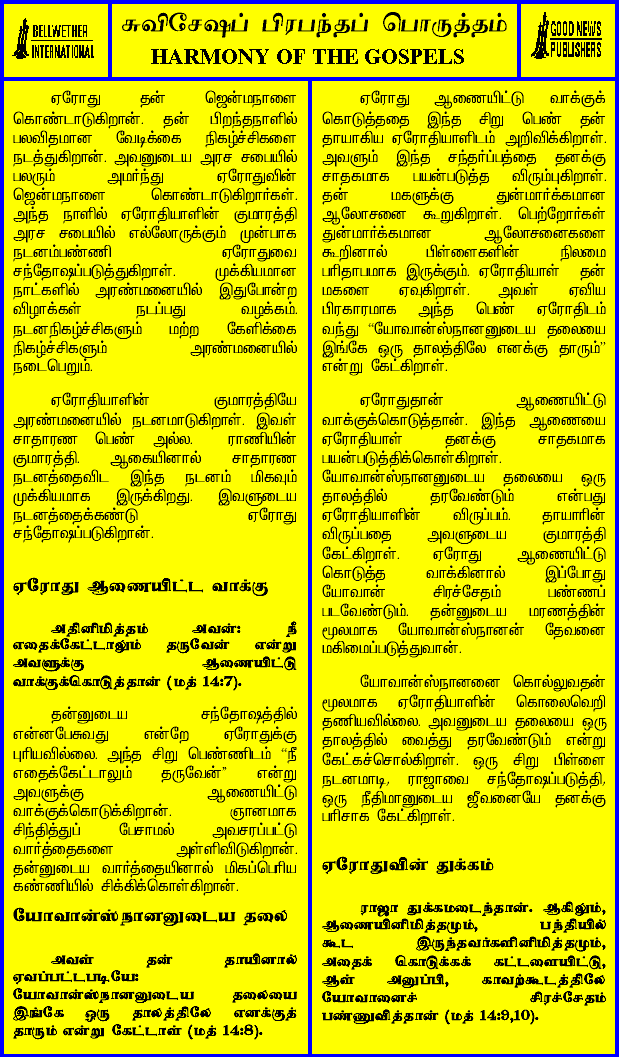 BELLWETHER
INTERNATIONAL
சுவிசேஷப் பிரபந்தப் பொருத்தம்
HARMONY OF THE GOSPELS
GOOD NEWS
PUBLISHERS
ஏரோது தன் ஜென்மநாளை
கொண்டாடுகிறான். தன் பிறந்தநாளில்
பலவிதமான வேடிக்கை நிகழ்ச்சிகளை
நடத்துகிறான். அவனுடைய அரச சபையில்
பலரும் அமர்ந்து ஏரோதுவின்
ஜென்மநாளை கொண்டாடுகிறார்கள்.
அந்த நாளில் ஏரோதியாளின் குமாரத்தி
அரச சபையில் எல்லோருக்கும் முன்பாக
நடனம்பண்ணி ஏரோதுவை
சந்தோஷப்படுத்துகிறாள். முக்கியமான
நாட்களில் அரண்மனையில் இதுபோன்ற
விழாக்கள் நடப்பது வழக்கம்.
நடனநிகழ்ச்சிகளும் மற்ற கேளிக்கை
நிகழ்ச்சிகளும் அரண்மனையில்
நடைபெறும்.
ஏரோதியாளின் குமாரத்தியே
அரண்மனையில் நடனமாடுகிறாள். இவள்
சாதாரண பெண் அல்ல. ராணியின்
குமாரத்தி. ஆகையினால் சாதாரண
நடனத்தைவிட இந்த நடனம் மிகவும்
முக்கியமாக இருக்கிறது. இவளுடைய
நடனத்தைக்கண்டு ஏரோது
சந்தோஷப்படுகிறான்.
ஏரோது ஆணையிட்ட வாக்கு
அதினிமித்தம் அவன்: நீ
எதைக்கேட்டாலும் தருவேன் என்று
அவளுக்கு ஆணையிட்டு
வாக்குக்கொடுத்தான் (மத் 14:7).
தன்னுடைய சந்தோஷத்தில்
என்னபேசுவது என்றே ஏரோதுக்கு
புரியவில்லை. அந்த சிறு பெண்ணிடம் “நீ
எதைக்கேட்டாலும் தருவேன்” என்று
அவளுக்கு ஆணையிட்டு
வாக்குக்கொடுக்கிறான். ஞானமாக
சிந்தித்துப் பேசாமல் அவசரப்பட்டு
வார்த்தைகளை அள்ளிவிடுகிறான்.
தன்னுடைய வார்த்தையினால் மிகப்பெரிய
கண்ணியில் சிக்கிக்கொள்கிறான்.
யோவான்ஸ்நானனுடைய தலை
அவள் தன் தாயினால்
ஏவப்பட்டபடியே:
யோவான்ஸ்நானனுடைய தலையை
இங்கே ஒரு தாலத்திலே எனக்குத்
தாரும் என்று கேட்டாள் (மத் 14:8).
ஏரோது ஆணையிட்டு வாக்குக்
கொடுத்ததை இந்த சிறு பெண் தன்
தாயாகிய ஏரோதியாளிடம் அறிவிக்கிறாள்.
அவளும் இந்த சந்தர்ப்பத்தை தனக்கு
சாதகமாக பயன்படுத்த விரும்புகிறாள்.
தன் மகளுக்கு துன்மார்க்கமான
ஆலோசனை கூறுகிறாள். பெற்றோர்கள்
துன்மார்க்கமான ஆலோசனைகளை
கூறினால் பிள்ளைகளின் நிலமை
பரிதாபமாக இருக்கும். ஏரோதியாள் தன்
மகளை ஏவுகிறாள். அவள் ஏவிய
பிரகாரமாக அந்த பெண் ஏரோதிடம்
வந்து “யோவான்ஸ்நானனுடைய தலையை
இங்கே ஒரு தாலத்திலே எனக்கு தாரும்”
என்று கேட்கிறாள்.
ஏரோதுதான் ஆணையிட்டு
வாக்குக்கொடுத்தான். இந்த ஆணையை
ஏரோதியாள் தனக்கு சாதகமாக
பயன்படுத்திக்கொள்கிறாள்.
யோவான்ஸ்நானனுடைய தலையை ஒரு
தாலத்தில் தரவேண்டும் என்பது
ஏரோதியாளின் விருப்பம். தாயாரின்
விருப்பதை அவளுடைய குமாரத்தி
கேட்கிறாள். ஏரோது ஆணையிட்டு
கொடுத்த வாக்கினால் இப்போது
யோவான் சிரச்சேதம் பண்ணப்
படவேண்டும். தன்னுடைய மரணத்தின்
மூலமாக யோவான்ஸ்நானன் தேவனை
மகிமைப்படுத்துவான்.
யோவான்ஸ்நானனை கொல்லுவதன்
மூலமாக ஏரோதியாளின் கொலைவெறி
தணியவில்லை. அவனுடைய தலையை ஒரு
தாலத்தில் வைத்து தரவேண்டும் என்று
கேட்கச்சொல்கிறாள். ஒரு சிறு பிள்ளை
நடனமாடி, ராஜாவை சந்தோஷப்படுத்தி,
ஒரு நீதிமானுடைய ஜீவனையே தனக்கு
பரிசாக கேட்கிறாள்.
ஏரோதுவின் துக்கம்
ராஜா துக்கமடைந்தான். ஆகிலும்,
ஆணையினிமித்தமும், பந்தியில்
கூட இருந்தவர்களினிமித்தமும்,
அதைக் கொடுக்கக் கட்டளையிட்டு,
ஆள் அனுப்பி, காவற்கூடத்திலே
யோவானைச் சிரச்சேதம்
பண்ணுவித்தான் (மத் 14:9,10).